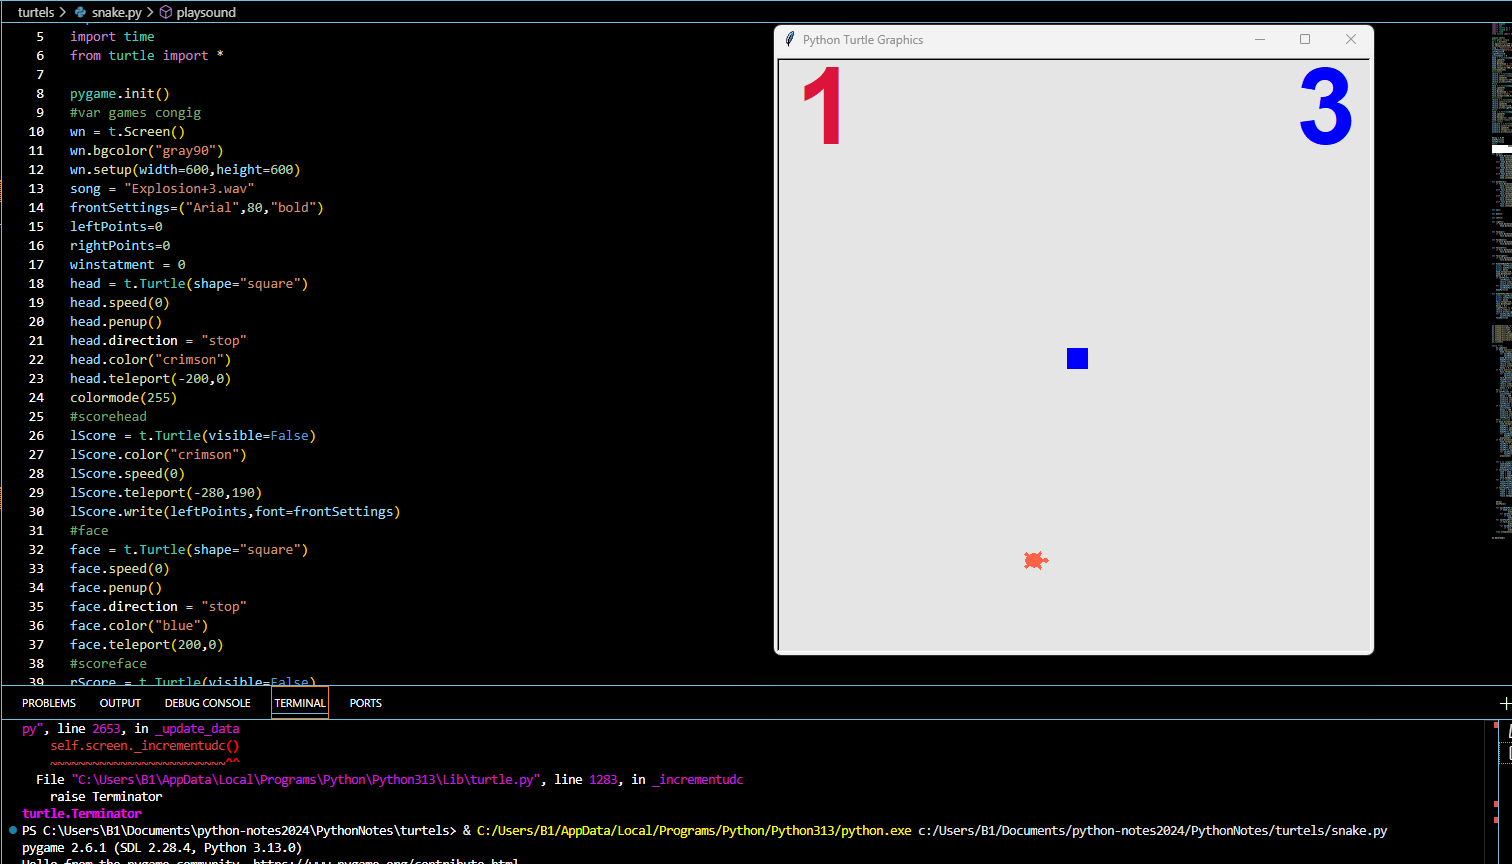 turtels > snake.py > playsound
5 import time
6 from turtle import *
7
8 pygame.init()
9 #var games congig
10 wn = t.Screen()
11 wn.bgcolor("gray90")
12 wn.setup(width=600,height=600)
13 song = "Explosion+3.wav"
14 frontSettings=("Arial",80,"bold")
15 leftPoints=0
16 rightPoints=0
17 winstatment = 0
18 head = t.Turtle(shape="square")
19 head.speed(0)
20 head.penup()
21 head.direction = "stop"
22 head.color("crimson")
23 head.teleport(-200,0)
24 colormode(255)
25 #scorehead
26 lScore = t.Turtle(visible=False)
27 lScore.color("crimson")
28 lScore.speed(0)
29 lScore.teleport(-280,190)
30 lScore.write(leftPoints,font=frontSettings)
31 #face
32 face = t.Turtle(shape="square")
33 face.speed(0)
34 face.penup()
35 face.direction = "stop"
36 face.color("blue")
37 face.teleport(200,0)
38 #scoreface
39 rScore = t.Turtle(visible=False)
Python Turtle Graphics
1 3
PROBLEMS OUTPUT DEBUG CONSOLE TERMINAL PORTS
py", line 2653, in _update_data
self.screen._incrementudc()
~~~~~~~~~~~~~~~~~~~~~~~~~^^
File "C:\Users\B1\AppData\Local\Programs\Python\Python313\Lib\turtle.py", line 1283, in _incrementudc
raise Terminator
turtle.Terminator
PS C:\Users\B1\Documents\python-notes2024\PythonNotes\turtels> & C:/Users/B1/AppData/Local/Programs/Python/Python313/python.exe c:/Users/B1/Documents/python-notes2024/PythonNotes/turtels/snake.py
pygame 2.6.1 (SDL 2.28.4, Python 3.13.0)
Hello from the pygame community. https://www.pygame.org/contribute.html